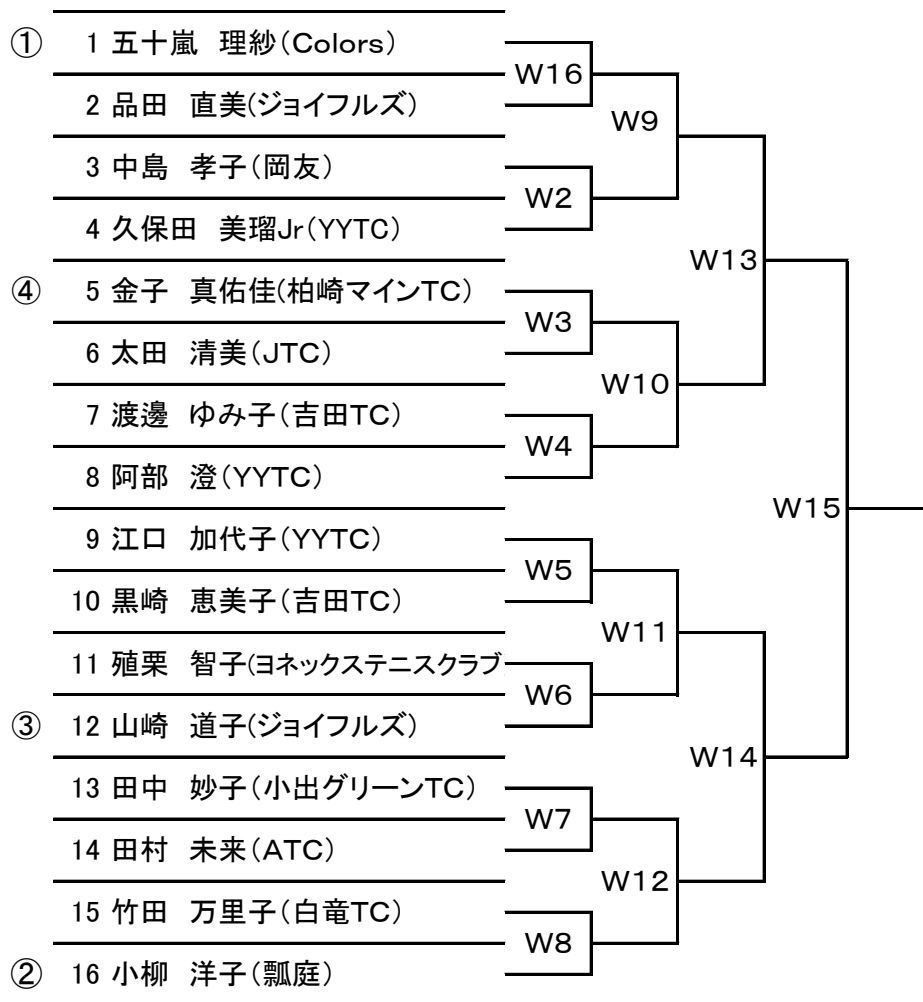 ① 1 五十嵐 理紗(Colors)
W16
2 品田 直美(ジョイフルズ)
W9
3 中島 孝子(岡友)
W2
4 久保田 美瑠Jr(YYTC)
W13
④ 5 金子 真佑佳(柏崎マインTC)
W3
6 太田 清美(JTC)
W10
7 渡邊 ゆみ子(吉田TC)
W4
8 阿部 澄(YYTC)
W15
9 江口 加代子(YYTC)
W5
10 黒崎 恵美子(吉田TC)
W11
11 殖栗 智子(ヨネックステニスクラブ
W6
③ 12 山崎 道子(ジョイフルズ)
W14
13 田中 妙子(小出グリーンTC)
W7
14 田村 未来(ATC)
W12
15 竹田 万里子(白竜TC)
W8
② 16 小柳 洋子(瓢庭)